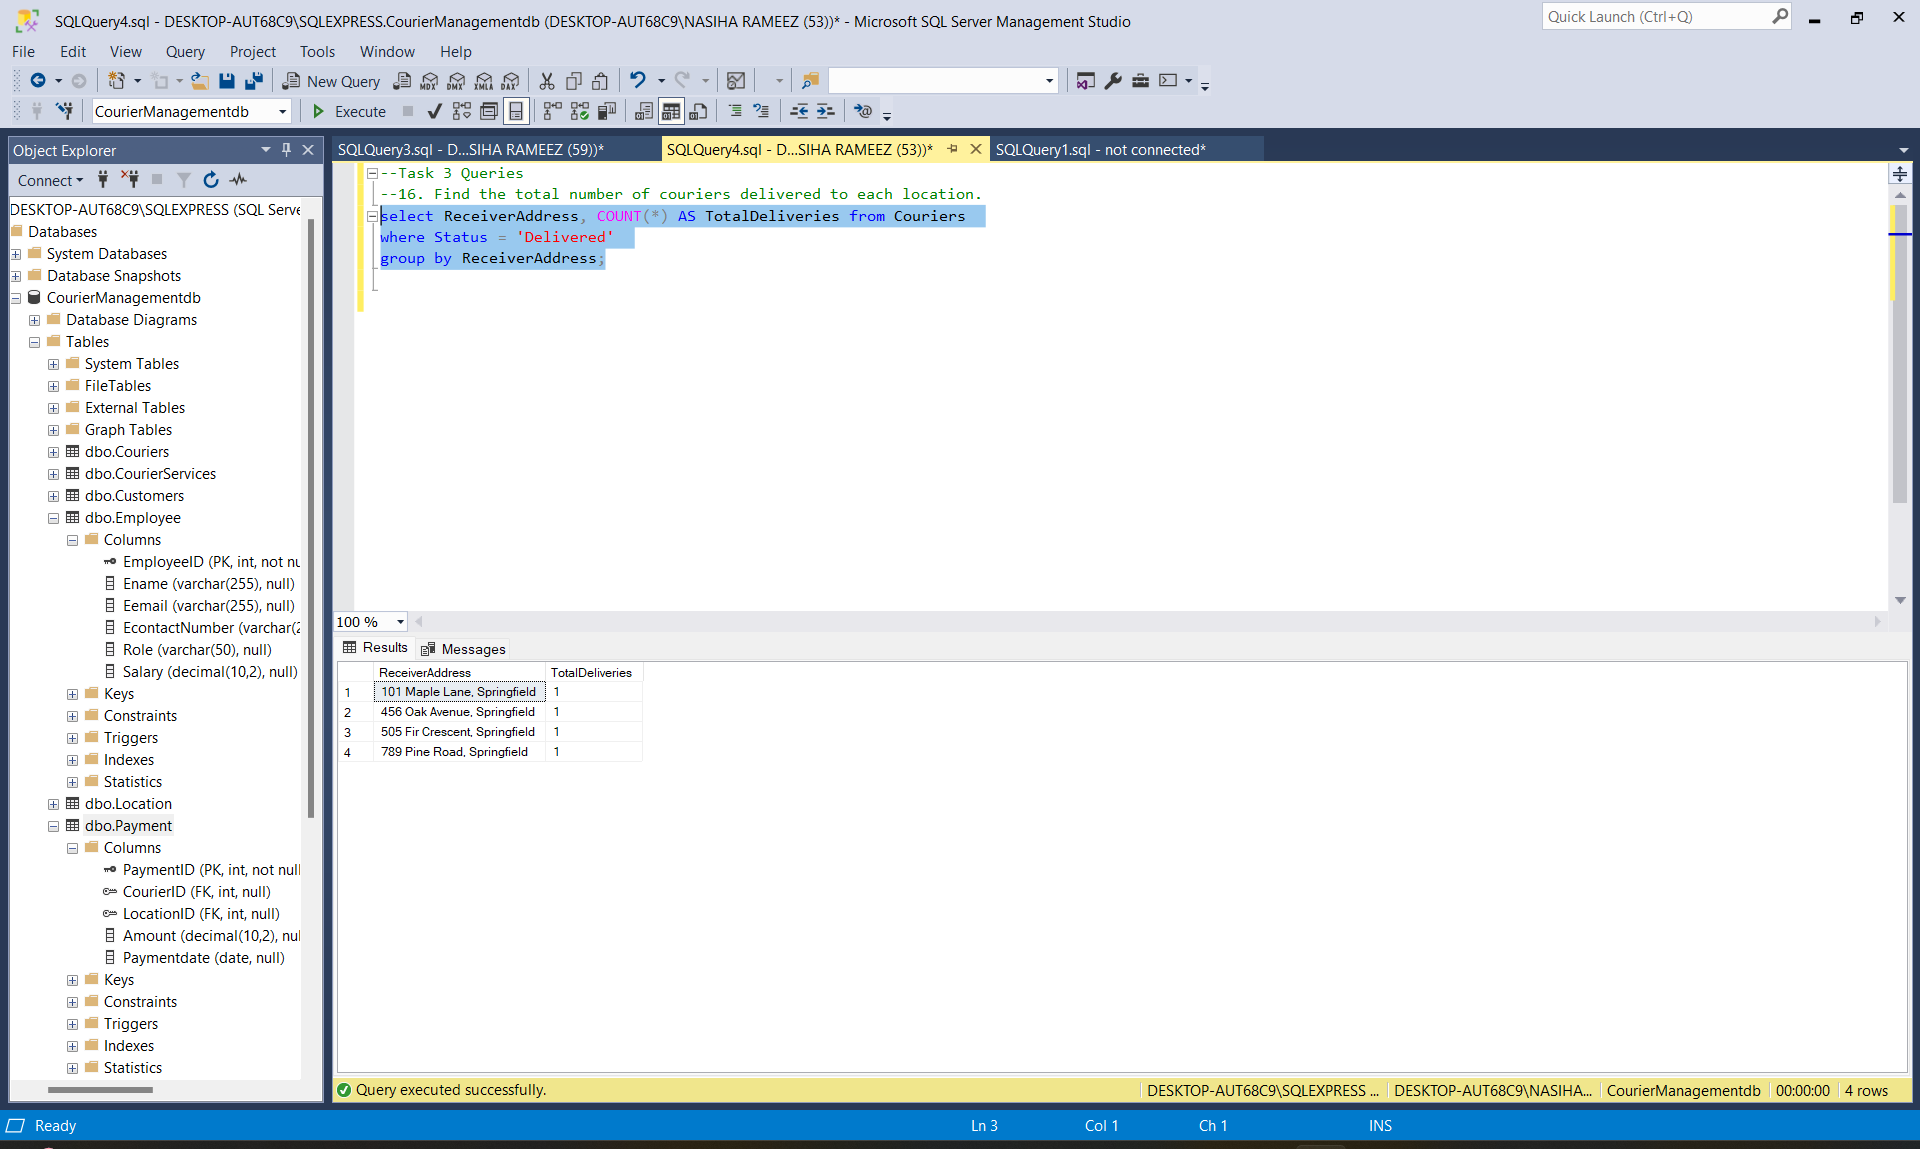 SQLQuery4.sql - DESKTOP-AUT68C9\SQLEXPRESS.CourierManagementdb (DESKTOP-AUT68C9\NASIHA RAMEEZ (53))* - Microsoft SQL Server Management Studio
Quick Launch (Ctrl+Q)
File Edit View Query Project Tools Window Help
New Query MDX DMX XMLA DAX
CourierManagementdb Execute
Object Explorer
Connect
DESKTOP-AUT68C9\SQLEXPRESS (SQL Serve
Databases
System Databases
Database Snapshots
CourierManagementdb
Database Diagrams
Tables
System Tables
FileTables
External Tables
Graph Tables
dbo.Couriers
dbo.CourierServices
dbo.Customers
dbo.Employee
Columns
EmployeeID (PK, int, not nu
Ename (varchar(255), null)
Eemail (varchar(255), null)
EcontactNumber (varchar(2
Role (varchar(50), null)
Salary (decimal(10,2), null)
Keys
Constraints
Triggers
Indexes
Statistics
dbo.Location
dbo.Payment
Columns
PaymentID (PK, int, not null
CourierID (FK, int, null)
LocationID (FK, int, null)
Amount (decimal(10,2), nul
Paymentdate (date, null)
Keys
Constraints
Triggers
Indexes
Statistics
SQLQuery3.sql - D...SIHA RAMEEZ (59))* SQLQuery4.sql - D...SIHA RAMEEZ (53))* SQLQuery1.sql - not connected*
--Task 3 Queries
--16. Find the total number of couriers delivered to each location.
select ReceiverAddress, COUNT(*) AS TotalDeliveries from Couriers
where Status = 'Delivered'
group by ReceiverAddress;
100 %
Results Messages
ReceiverAddress TotalDeliveries
1 101 Maple Lane, Springfield 1
2 456 Oak Avenue, Springfield 1
3 505 Fir Crescent, Springfield 1
4 789 Pine Road, Springfield 1
Query executed successfully. DESKTOP-AUT68C9\SQLEXPRESS ... DESKTOP-AUT68C9\NASIHA... CourierManagementdb 00:00:00 4 rows
Ready Ln 3 Col 1 Ch 1 INS